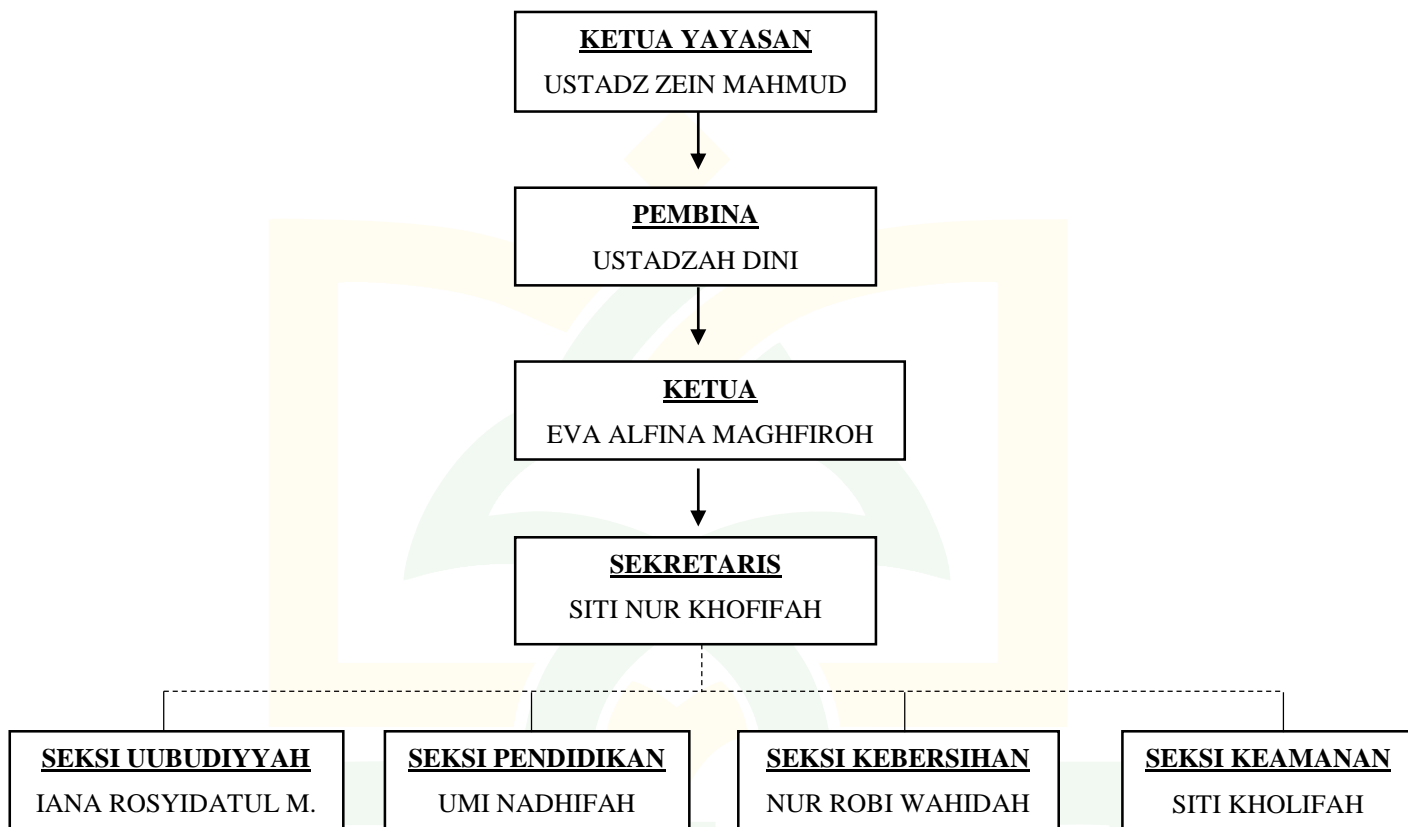 KETUA YAYASAN
USTADZ ZEIN MAHMUD
PEMBINA
USTADZAH DINI
KETUA
EVA ALFINA MAGHFIROH
SEKRETARIS
SITI NUR KHOFIFAH
SEKSI UUBUDIYYAH
IANA ROSYIDATUL M.
SEKSI PENDIDIKAN
UMI NADHIFAH
SEKSI KEBERSIHAN
NUR ROBI WAHIDAH
SEKSI KEAMANAN
SITI KHOLIFAH